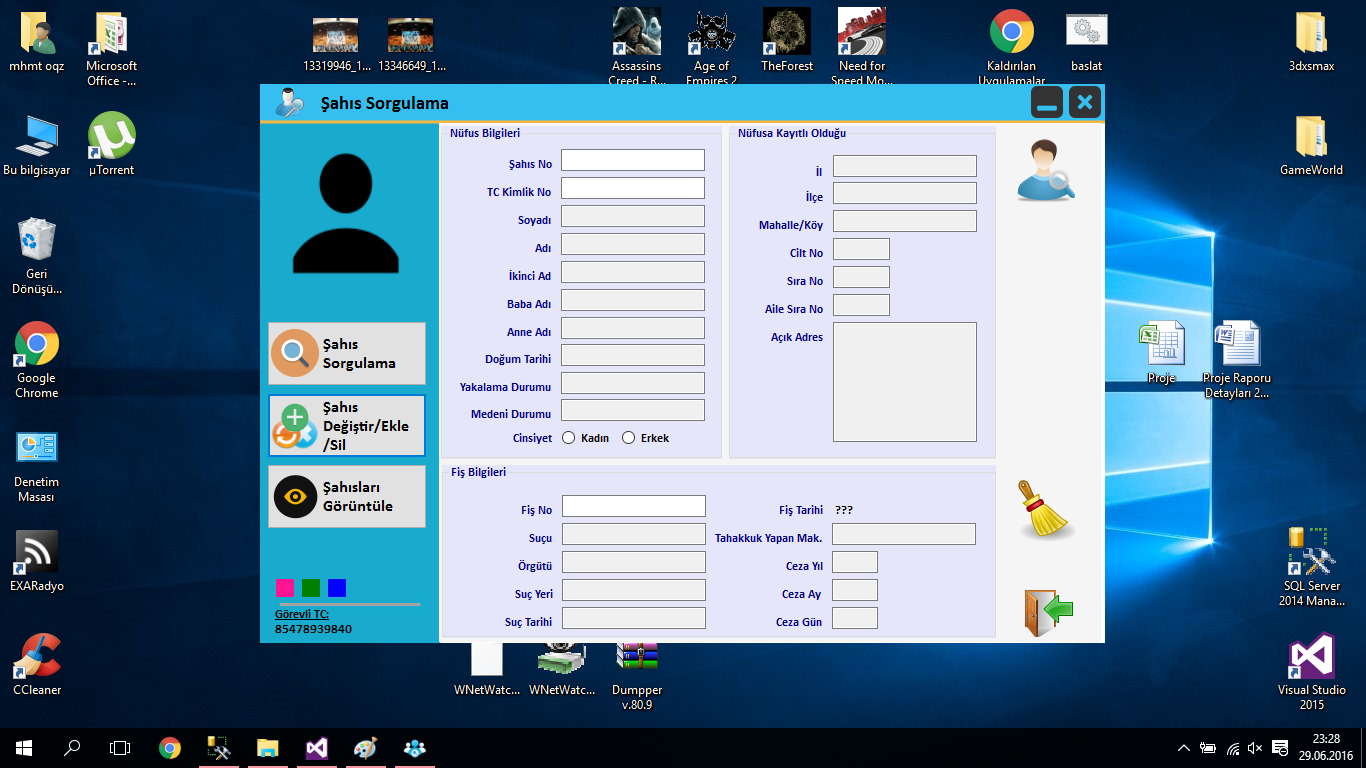 mhmt oqz
Microsoft
Office -...
13319946_1...
13346649_1...
Assassins
Creed - R...
Age of
Empires 2
TheForest
Need for
Speed Mo...
Kaldırılan
Uygulamalar
baslat
3dxsmax
Bu bilgisayar
µTorrent
GameWorld
Geri
Dönüşü...
Google
Chrome
Denetim
Masası
EXARadyo
CCleaner
Proje
Proje Raporu
Detayları 2...
SQL Server
2014 Mana...
Visual Studio
2015
WNetWatc...
WNetWatc...
Dumpper
v.80.9
Şahıs Sorgulama
Şahıs
Sorgulama
Şahıs
Değiştir/Ekle
/Sil
Şahısları
Görüntüle
Görevli TC:
85478939840
Nüfus Bilgileri
Şahıs No
TC Kimlik No
Soyadı
Adı
İkinci Ad
Baba Adı
Anne Adı
Doğum Tarihi
Yakalama Durumu
Medeni Durumu
Cinsiyet Kadın Erkek
Nüfusa Kayıtlı Olduğu
İl
İlçe
Mahalle/Köy
Cilt No
Sıra No
Aile Sıra No
Açık Adres
Fiş Bilgileri
Fiş No
Suçu
Örgütü
Suç Yeri
Suç Tarihi
Fiş Tarihi ???
Tahakkuk Yapan Mak.
Ceza Yıl
Ceza Ay
Ceza Gün
23:28
29.06.2016